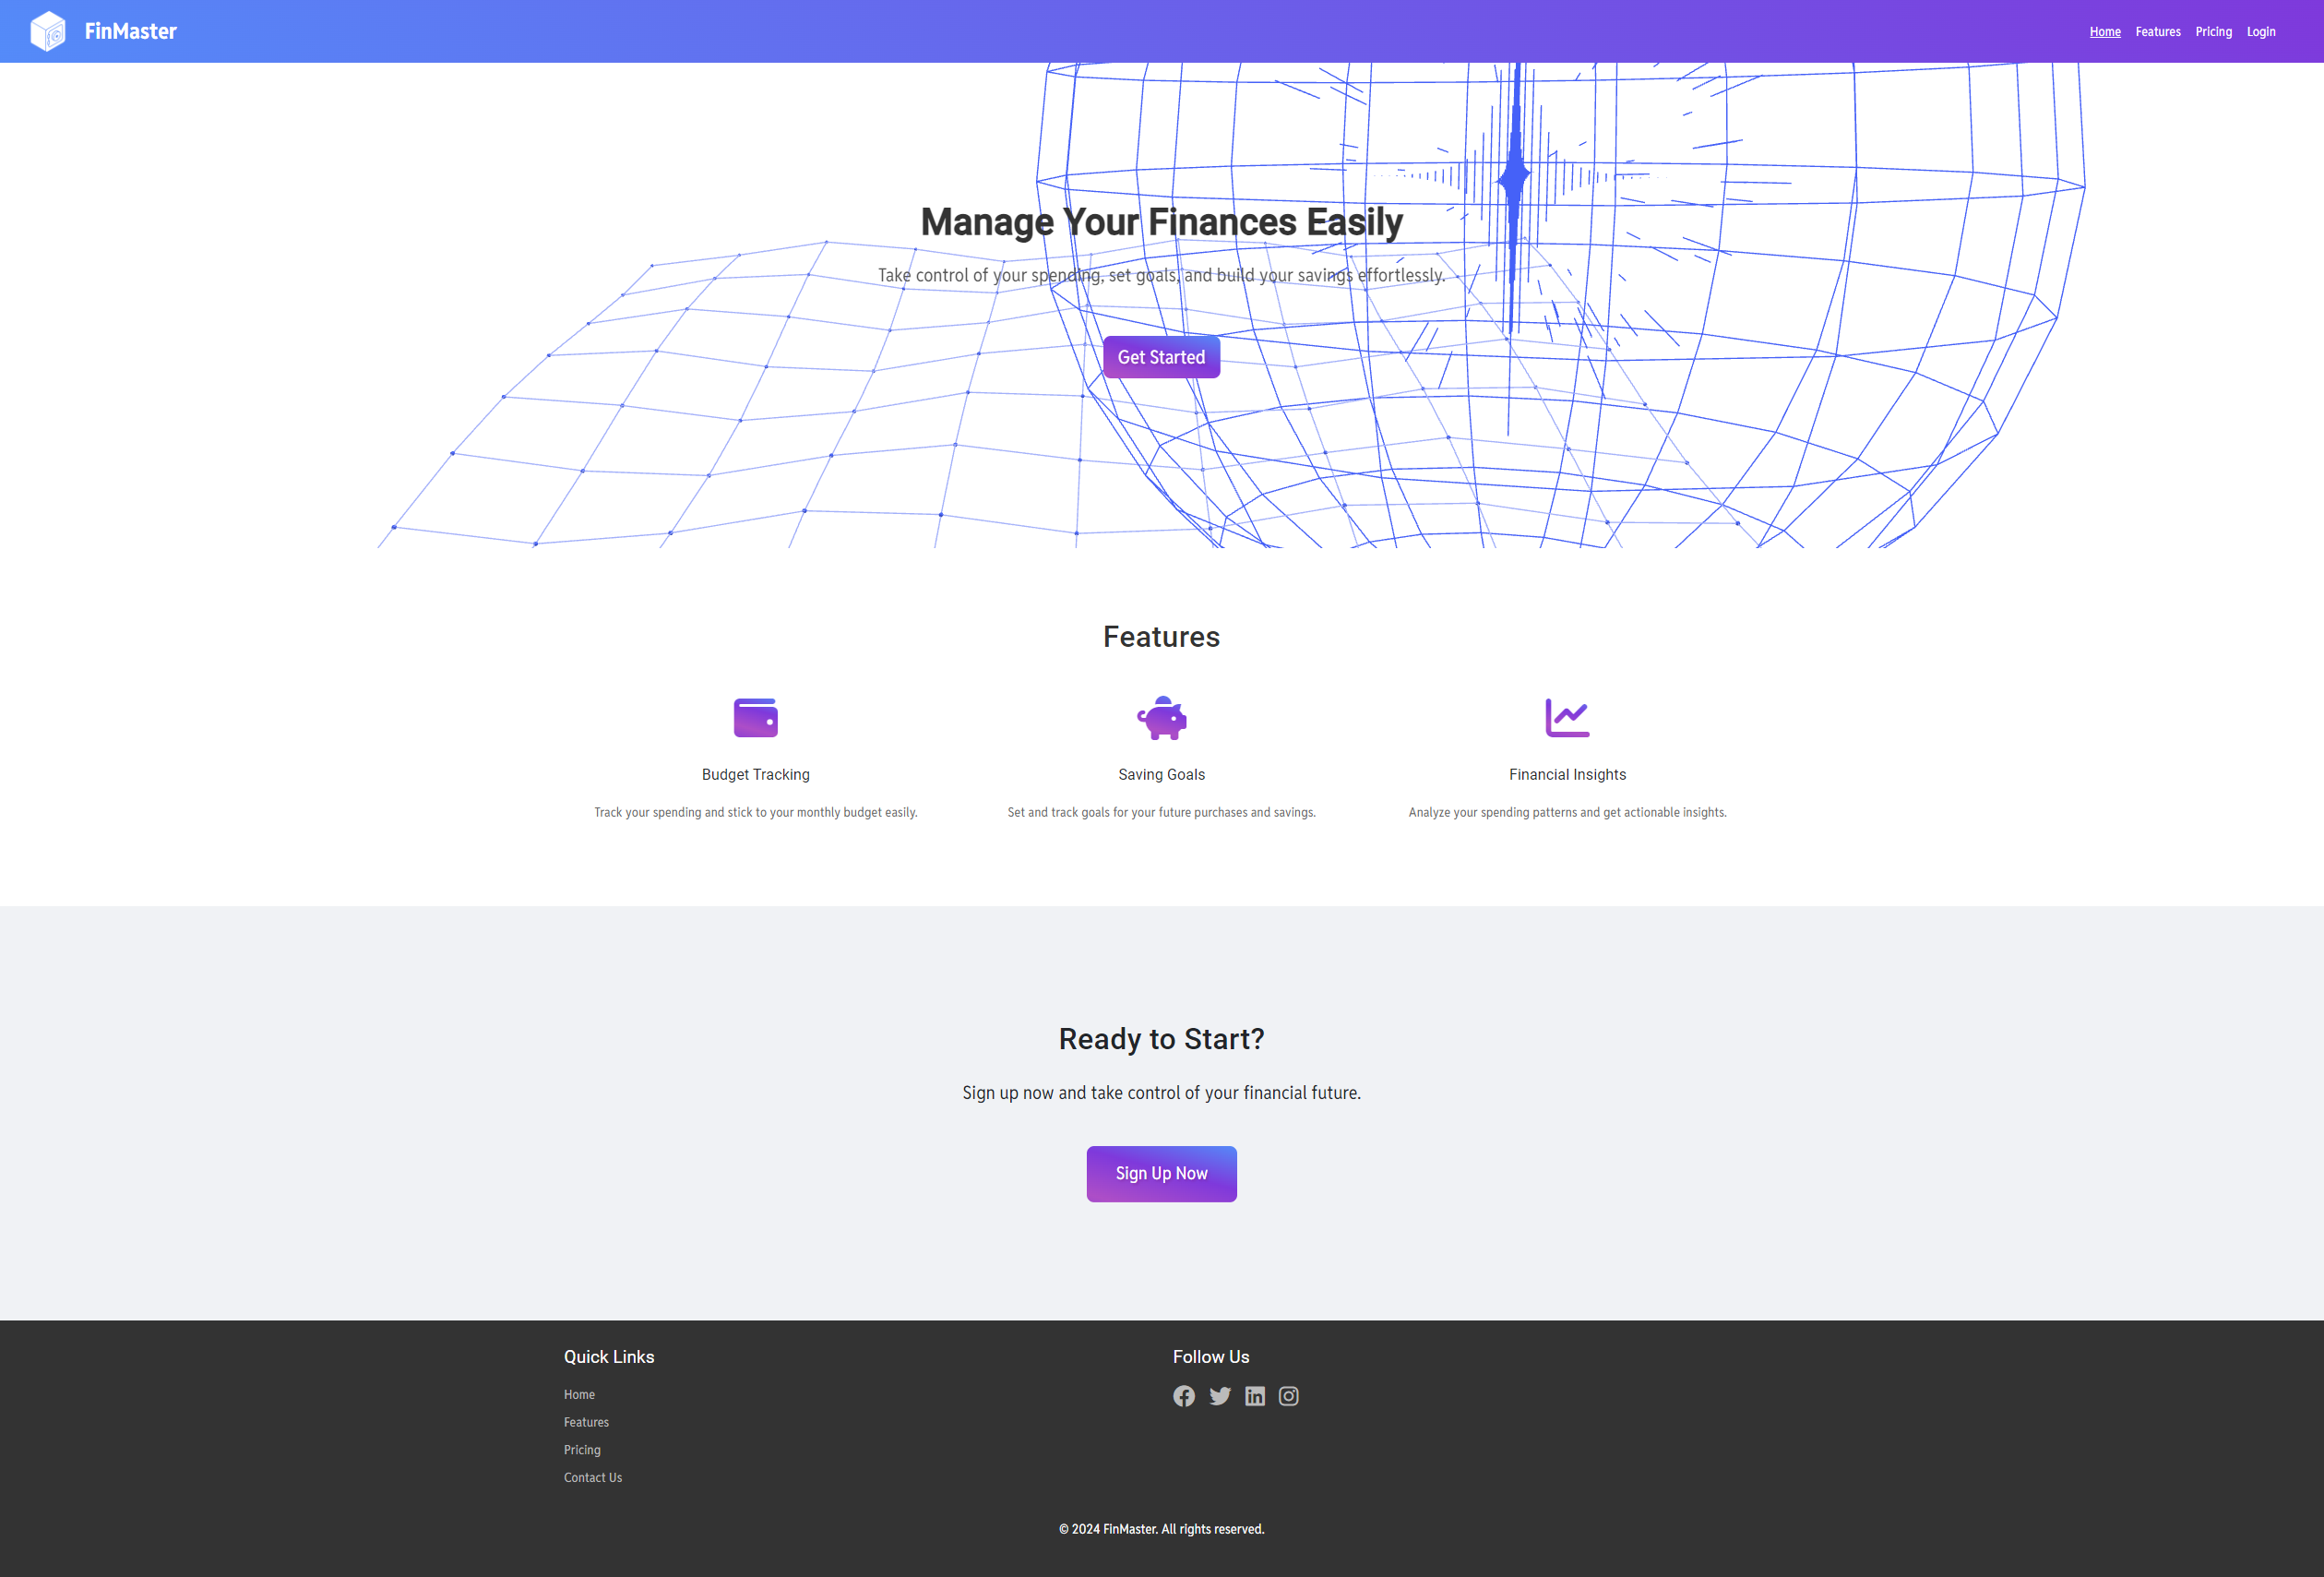 FinMaster
Home Features Pricing Login
Manage Your Finances Easily
Take control of your spending, set goals, and build your savings effortlessly.
Get Started
Features
Budget Tracking
Track your spending and stick to your monthly budget easily.
Saving Goals
Set and track goals for your future purchases and savings.
Financial Insights
Analyze your spending patterns and get actionable insights.
Ready to Start?
Sign up now and take control of your financial future.
Sign Up Now
Quick Links
Home
Features
Pricing
Contact Us
Follow Us
© 2024 FinMaster. All rights reserved.